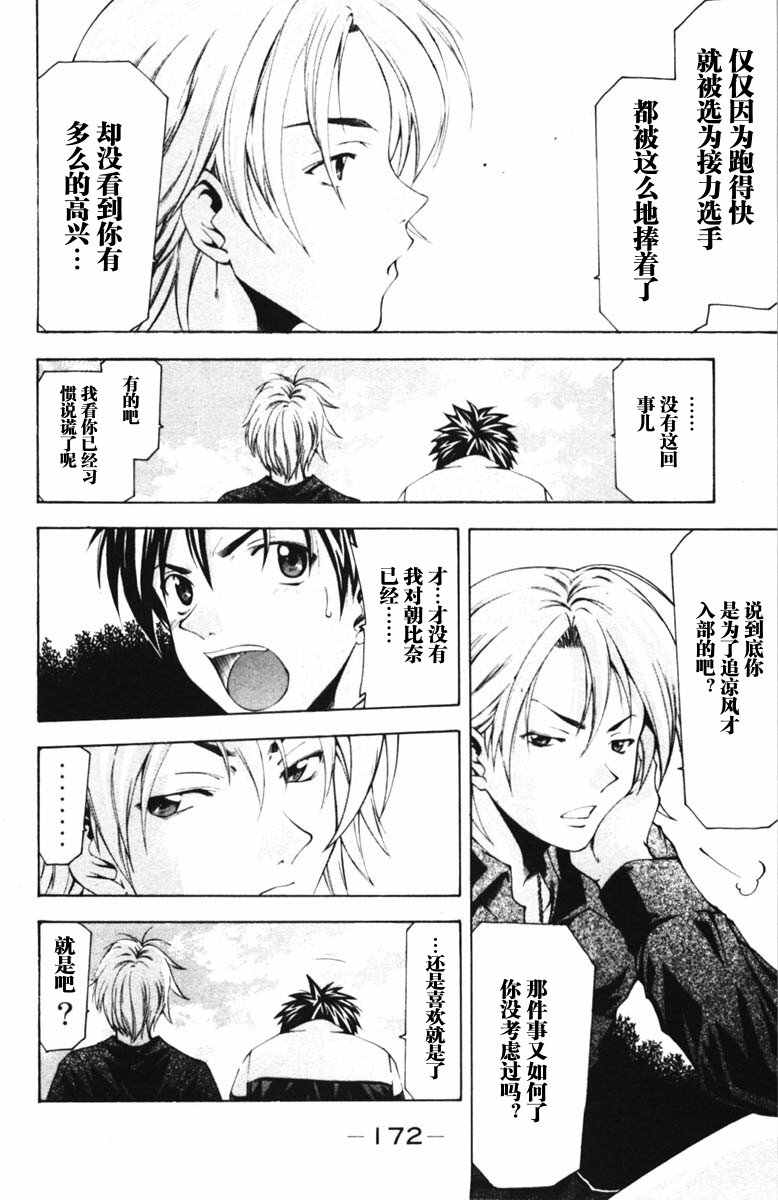 仅仅因为跑得快
就被选为接力选手
都被这么地捧着了
却没看到你有
多么的高兴…
……
没有这回
事儿
有的吧
我看你已经习
惯说谎了呢
说到底你
是为了追凉风才
入部的吧？
那件事又如何了
你没考虑过吗？
才…才没有
我对朝比奈
已经……
………
…还是喜欢就是了
就是吧？
－172－